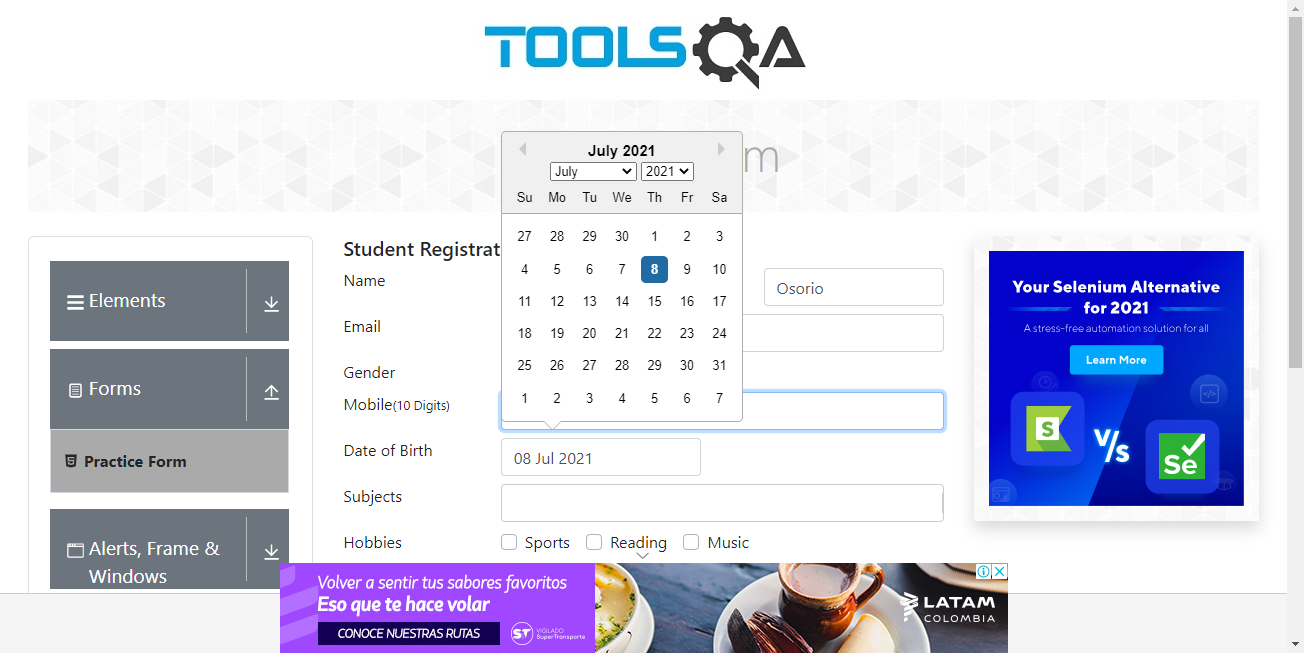 TOOLSQA
m
July 2021
July 2021
Su Mo Tu We Th Fr Sa
27 28 29 30 1 2 3
4 5 6 7 8 9 10
11 12 13 14 15 16 17
18 19 20 21 22 23 24
25 26 27 28 29 30 31
1 2 3 4 5 6 7
Elements
Forms
Practice Form
Alerts, Frame &
Windows
Student Registrat
Name
Osorio
Email
Gender
Mobile(10 Digits)
Date of Birth
08 Jul 2021
Subjects
Hobbies
Sports Reading Music
Your Selenium Alternative
for 2021
A stress-free automation solution for all
Learn More
S
V/s
Se
Volver a sentir tus sabores favoritos
Eso que te hace volar
CONOCE NUESTRAS RUTAS
ST VIGILADO
SuperTransporte
LATAM
COLOMBIA